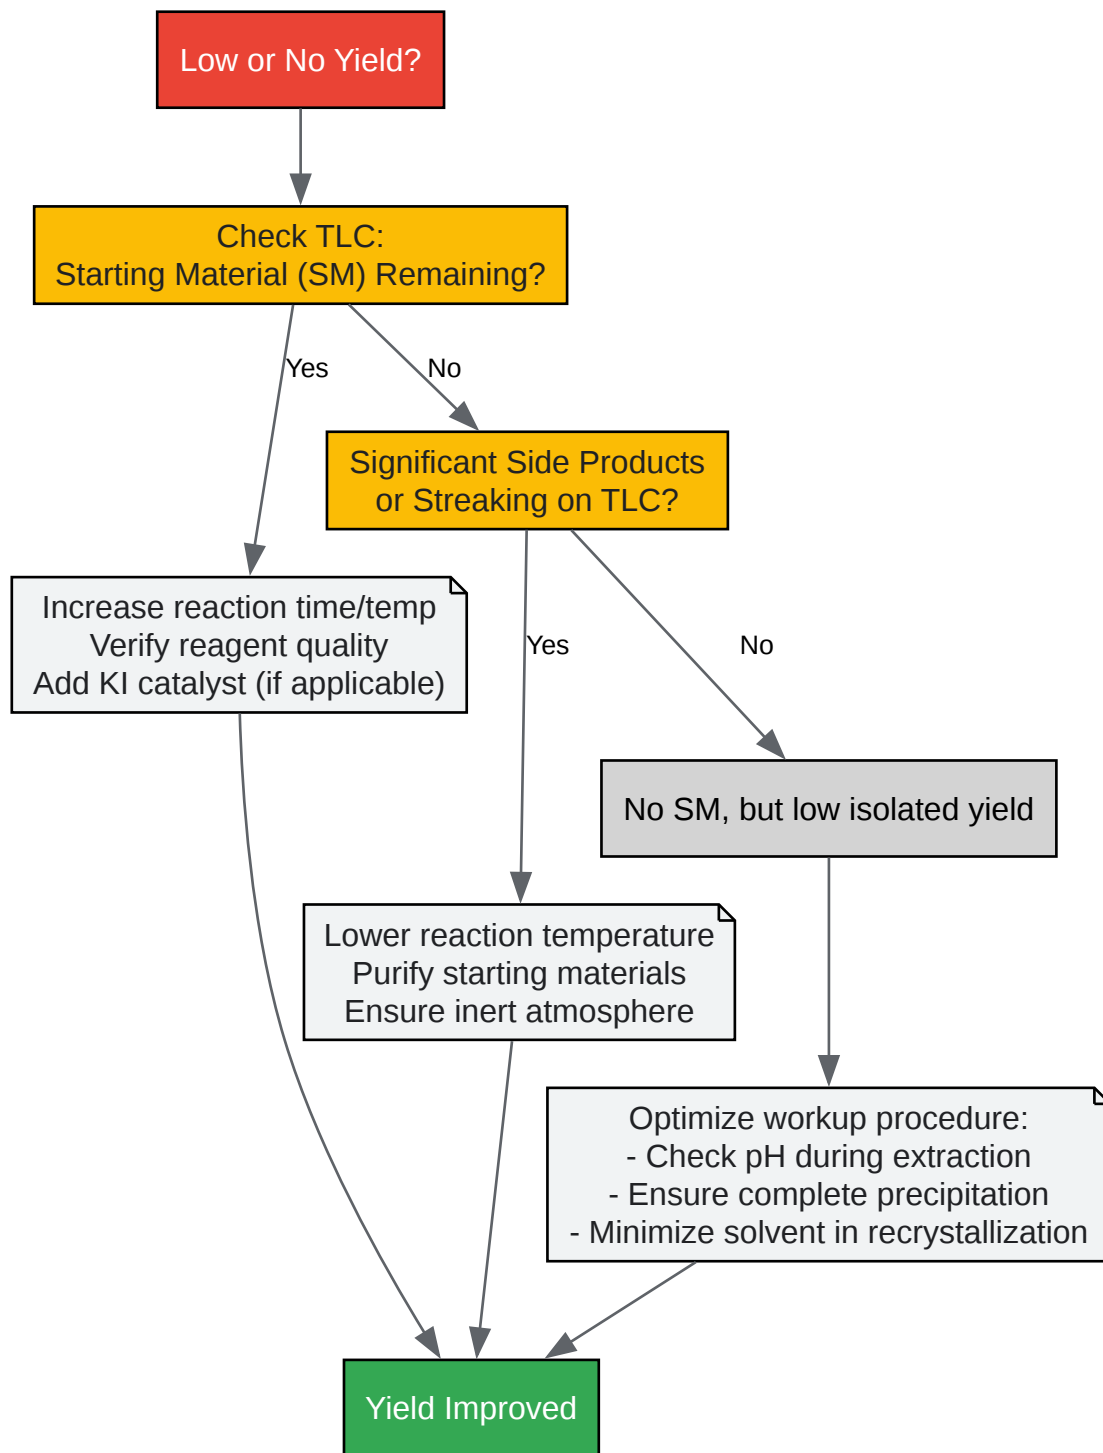 Low or No Yield?
Check TLC:
Starting Material (SM) Remaining?
Yes
No
Significant Side Products
or Streaking on TLC?
Increase reaction time/temp
Verify reagent quality
Add KI catalyst (if applicable)
Yes
No
No SM, but low isolated yield
Lower reaction temperature
Purify starting materials
Ensure inert atmosphere
Optimize workup procedure:
- Check pH during extraction
- Ensure complete precipitation
- Minimize solvent in recrystallization
Yield Improved